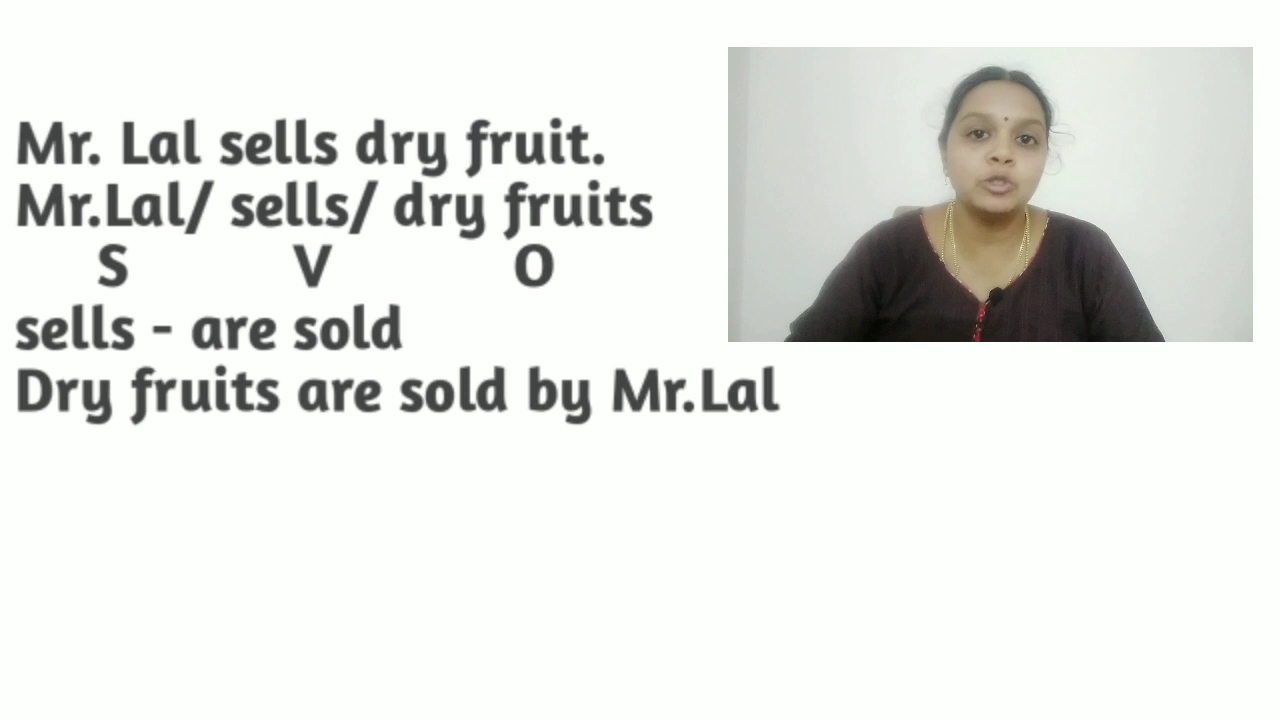 Mr. Lal sells dry fruit.
Mr.Lal/ sells/ dry fruits
S V O
sells - are sold
Dry fruits are sold by Mr.Lal